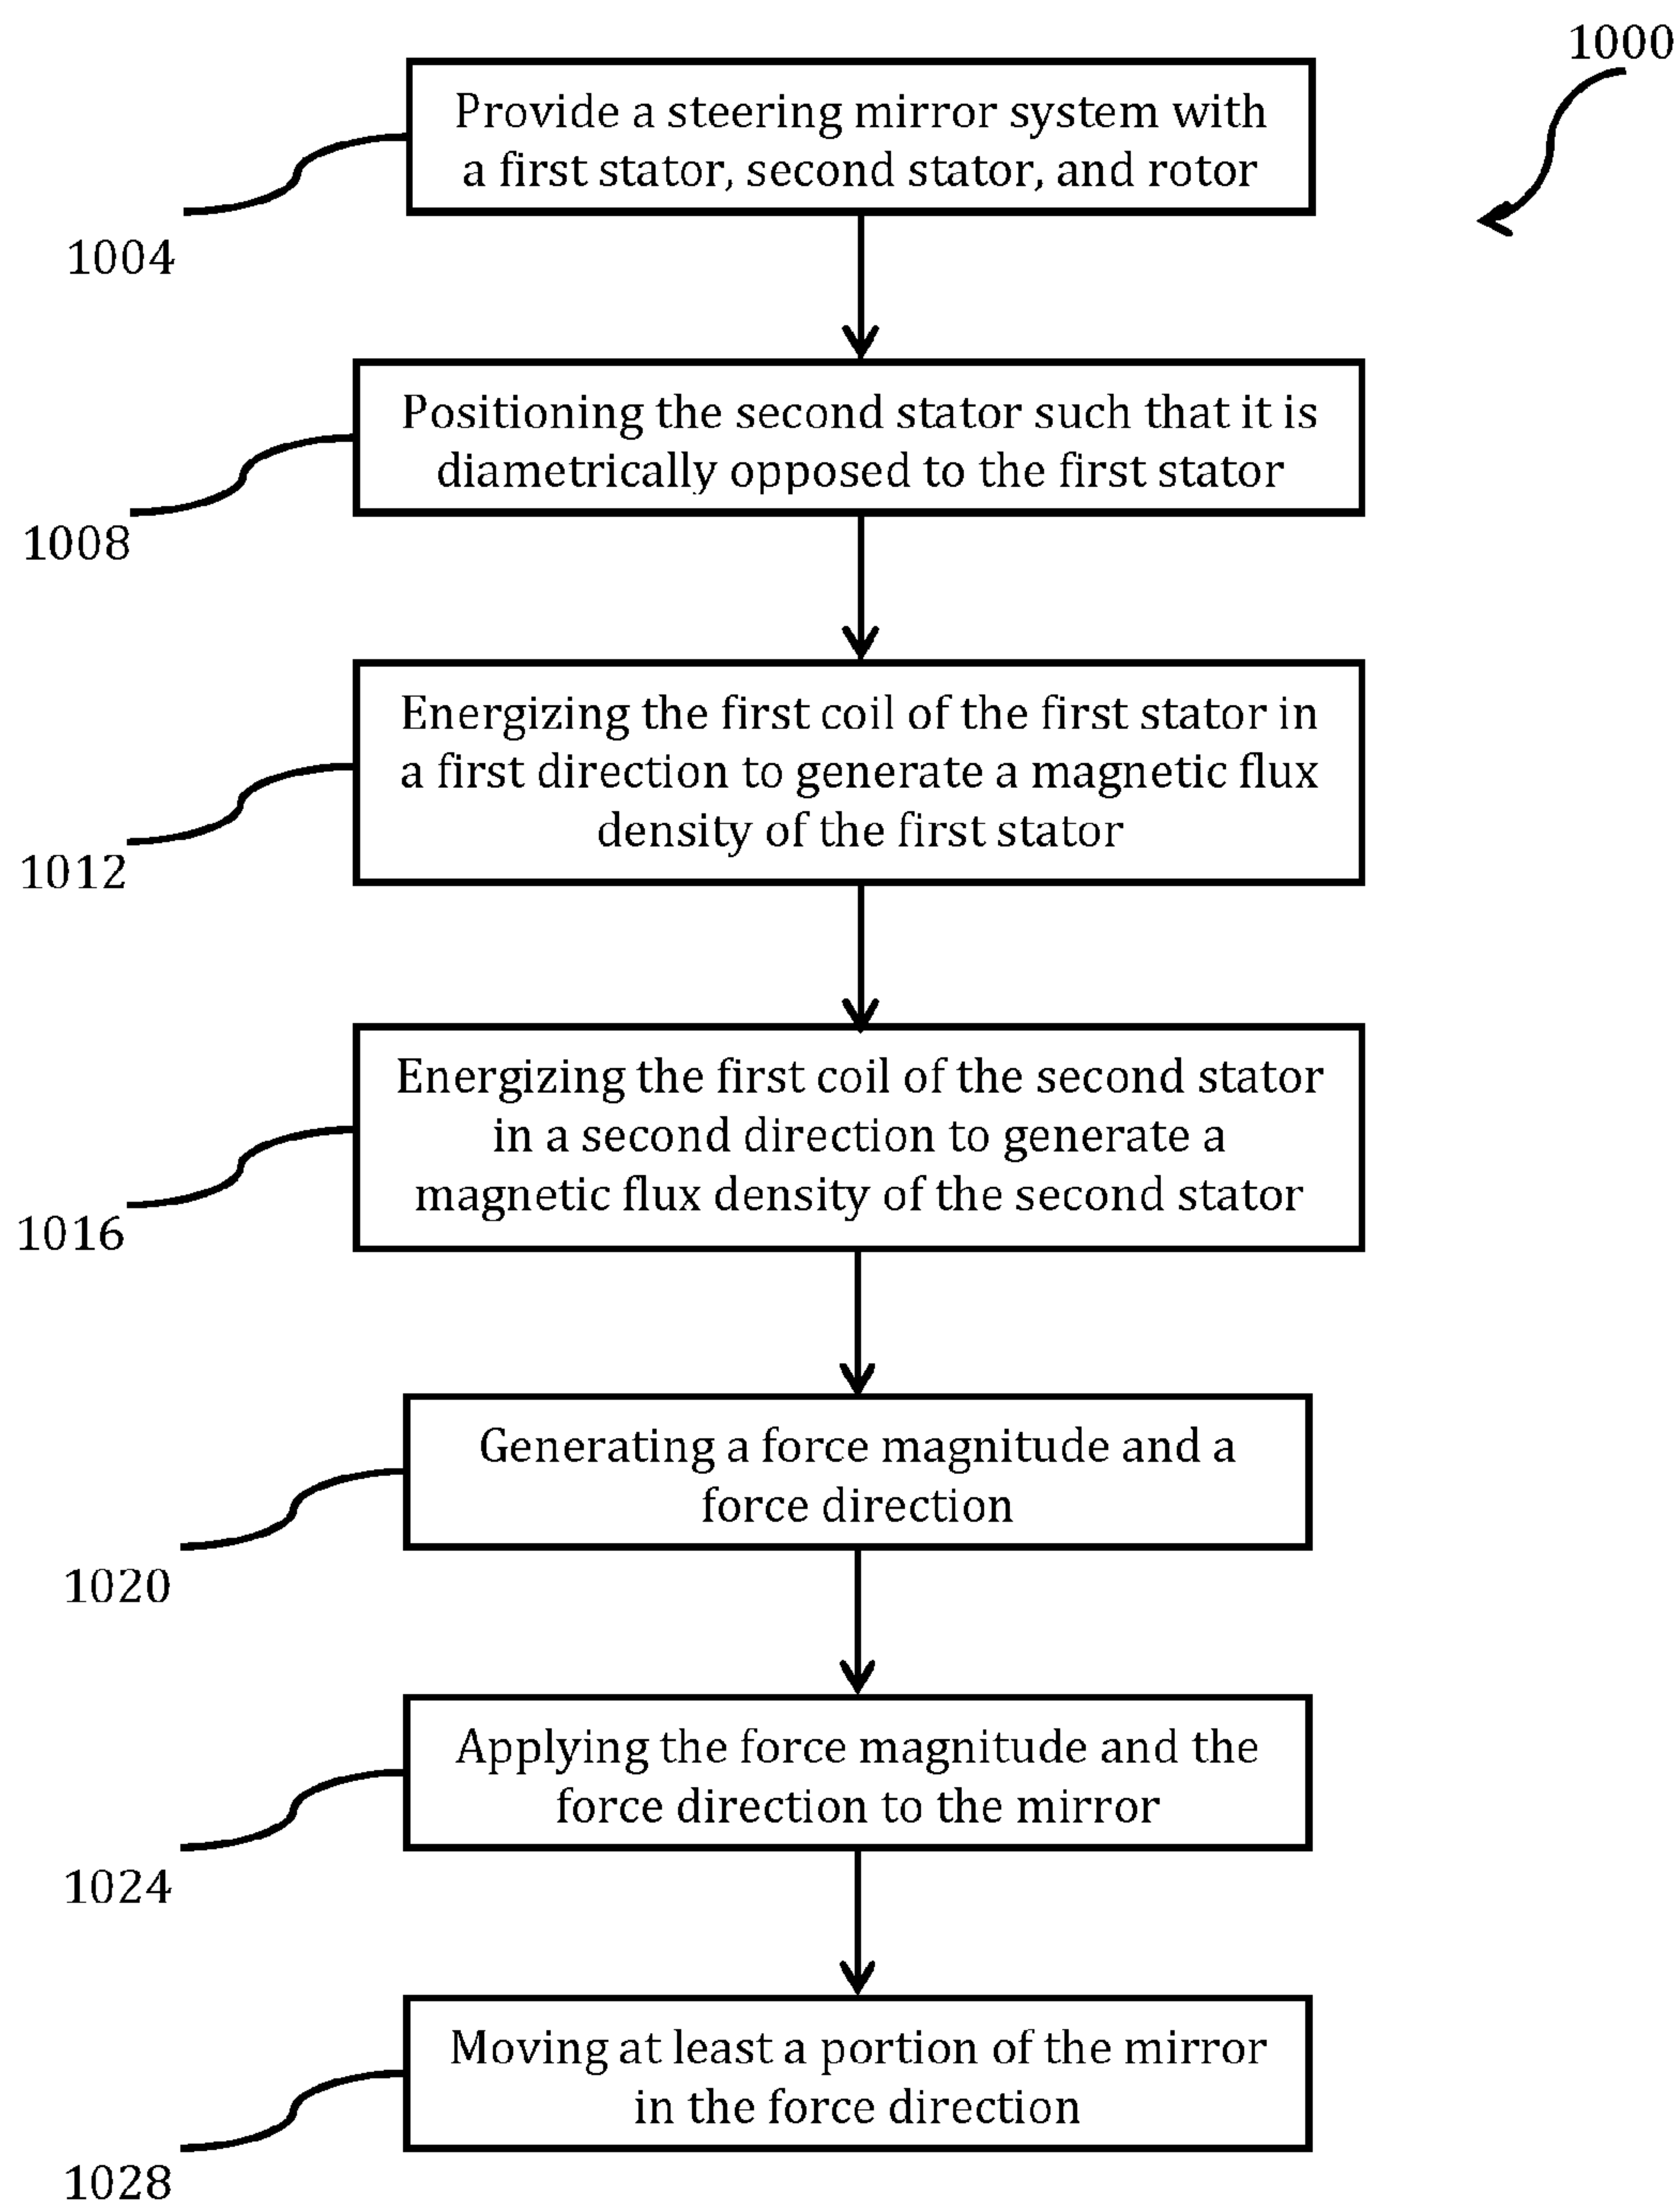 1000
Provide a steering mirror system with
a first stator, second stator, and rotor
1004
Positioning the second stator such that it is
diametrically opposed to the first stator
1008
Energizing the first coil of the first stator in
a first direction to generate a magnetic flux
density of the first stator
1012
Energizing the first coil of the second stator
in a second direction to generate a
magnetic flux density of the second stator
1016
Generating a force magnitude and a
force direction
1020
Applying the force magnitude and the
force direction to the mirror
1024
Moving at least a portion of the mirror
in the force direction
1028